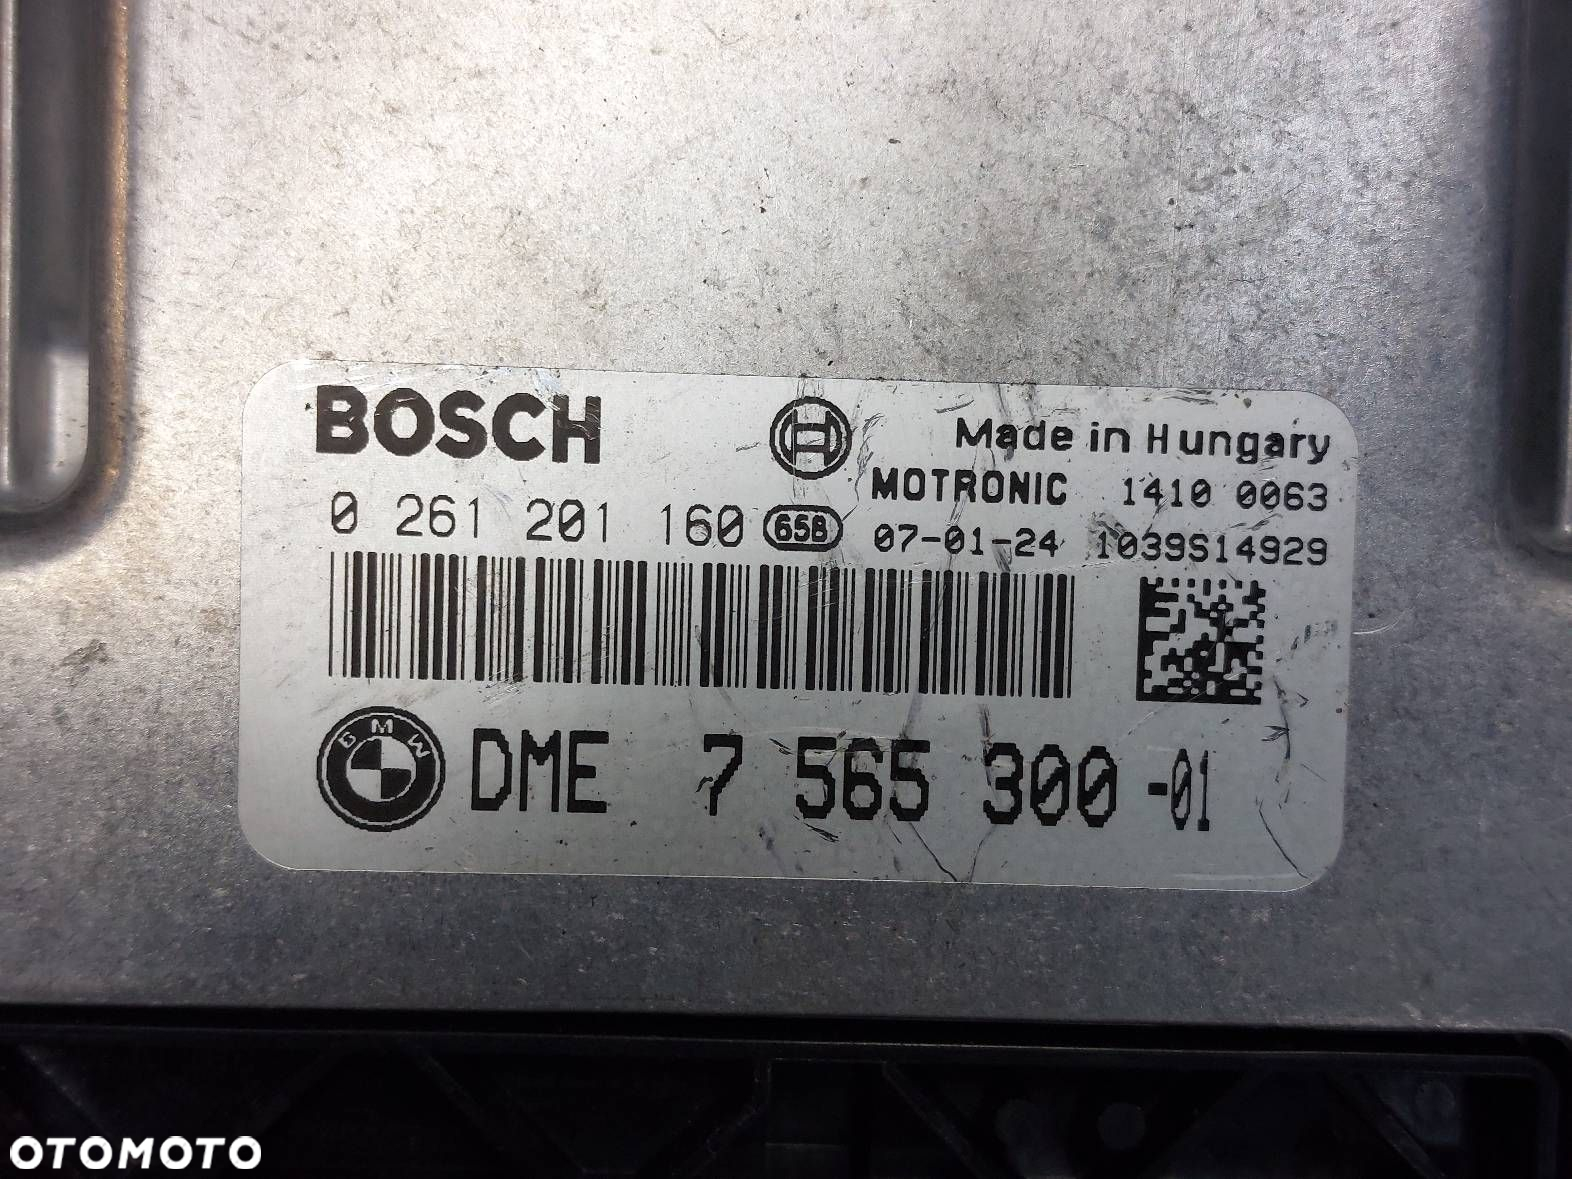 BOSCH
Made in Hungary
MOTRONIC 1410 0063
0 261 201 160 65B 07-01-24 1039S14929
BMW DME 7 565 300 -01
OTOMOTO